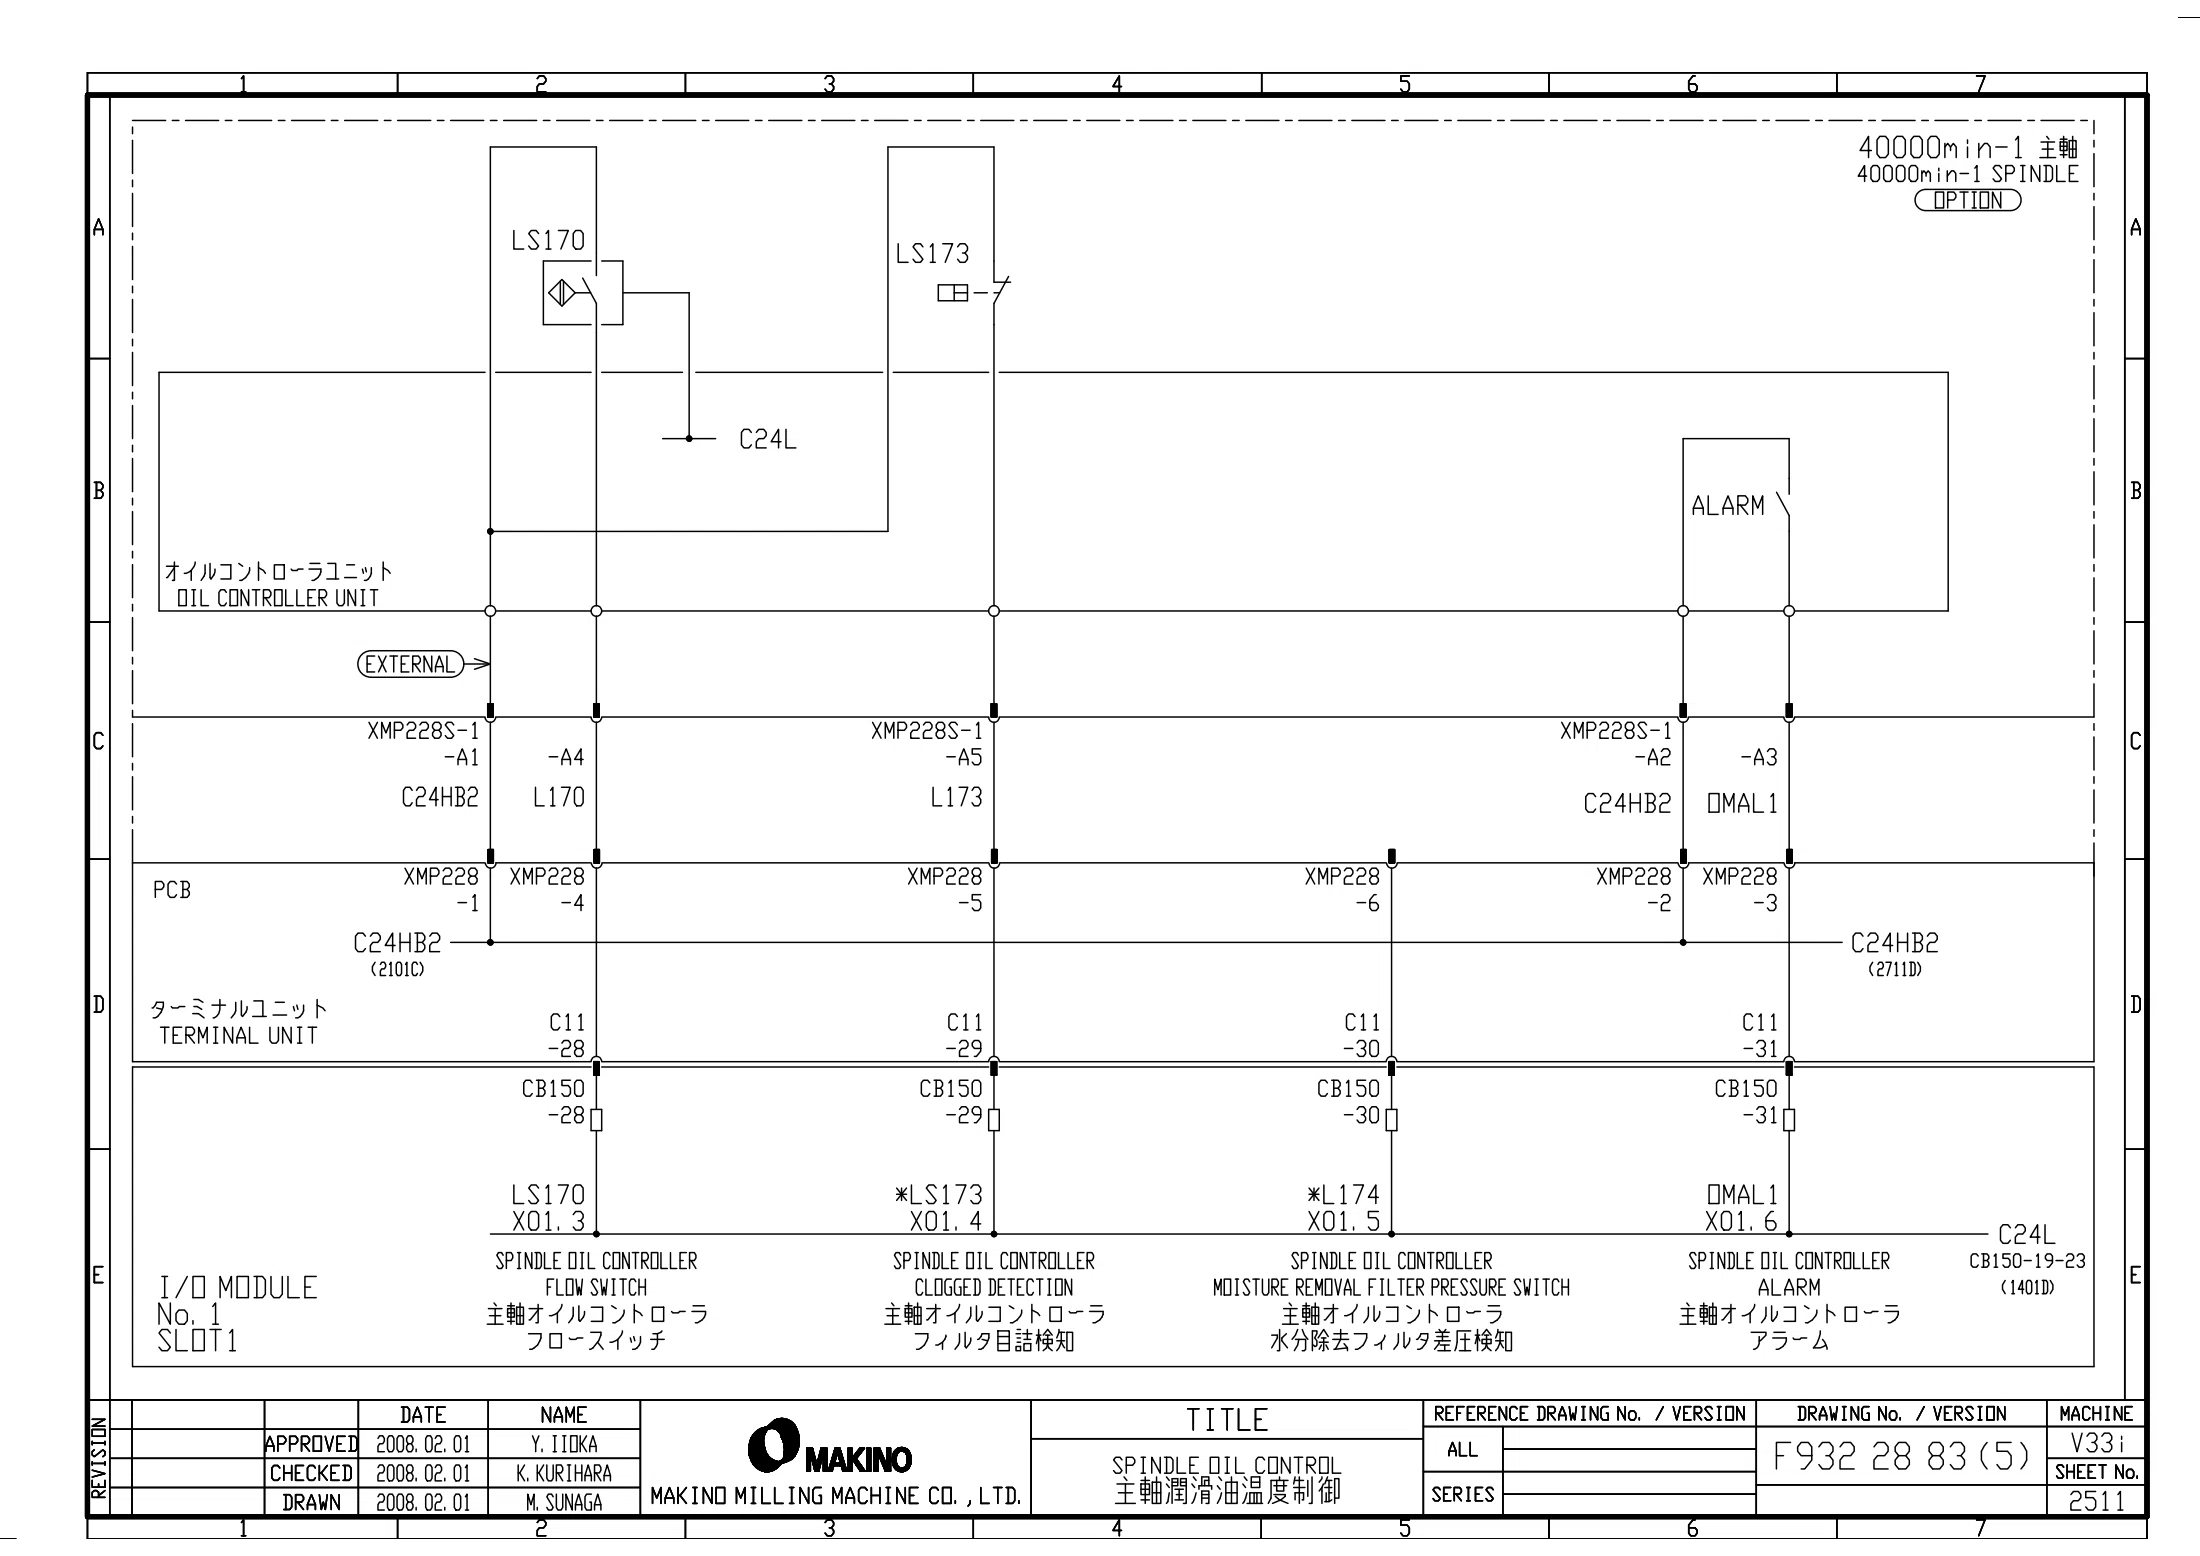 1 2 3 4 5 6 7
40000min-1 主軸
40000min-1 SPINDLE
OPTION
A A
LS170
LS173
C24L
B B
ALARM
オイルコントローラユニット
OIL CONTROLLER UNIT
EXTERNAL
C C
XMP228S-1 XMP228S-1 XMP228S-1
-A1 -A4 -A5 -A2 -A3
C24HB2 L170 L173 C24HB2 OMAL1
PCB
XMP228 XMP228 XMP228 XMP228 XMP228 XMP228
-1 -4 -5 -6 -2 -3
C24HB2 C24HB2
(2101C) (2711D)
D D
ターミナルユニット
TERMINAL UNIT
C11 C11 C11 C11
-28 -29 -30 -31
CB150 CB150 CB150 CB150
-28 -29 -30 -31
LS170 *LS173 *L174 OMAL1
X01.3 X01.4 X01.5 X01.6
C24L
CB150-19-23
(1401D)
E E
I/O MODULE
No. 1
SLOT1
SPINDLE OIL CONTROLLER
FLOW SWITCH
主軸オイルコントローラ
フロースイッチ
SPINDLE OIL CONTROLLER
CLOGGED DETECTION
主軸オイルコントローラ
フィルタ目詰検知
SPINDLE OIL CONTROLLER
MOISTURE REMOVAL FILTER PRESSURE SWITCH
主軸オイルコントローラ
水分除去フィルタ差圧検知
SPINDLE OIL CONTROLLER
ALARM
主軸オイルコントローラ
アラーム
REVISION
DATE NAME
APPROVED 2008.02.01 Y. IIOKA
CHECKED 2008.02.01 K. KURIHARA
DRAWN 2008.02.01 M. SUNAGA
MAKINO
MAKINO MILLING MACHINE CO.,LTD.
TITLE
SPINDLE OIL CONTROL
主軸潤滑油温度制御
REFERENCE DRAWING No. / VERSION
ALL
SERIES
DRAWING No. / VERSION
F932 28 83(5)
MACHINE
V33i
SHEET No.
2511
1 2 3 4 5 6 7